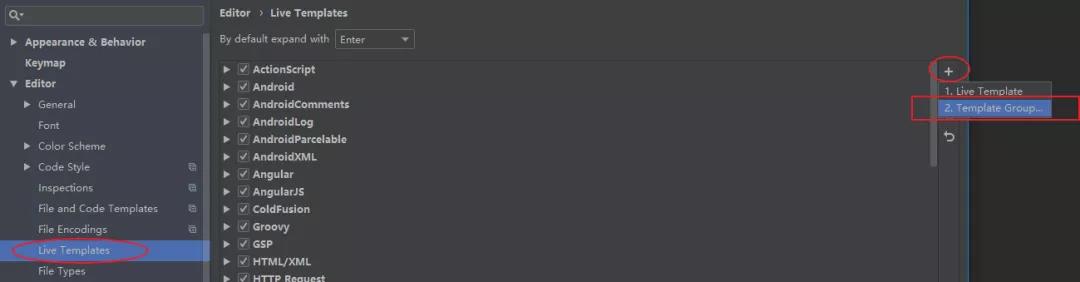 Editor › Live Templates
Appearance & Behavior
Keymap
Editor
General
Font
Color Scheme
Code Style
Inspections
File and Code Templates
File Encodings
Live Templates
File Types
By default expand with Enter
ActionScript
Android
AndroidComments
AndroidLog
AndroidParcelable
AndroidXML
Angular
AngularJS
ColdFusion
Groovy
GSP
HTML/XML
HTTP Request
+
1. Live Template
2. Template Group...